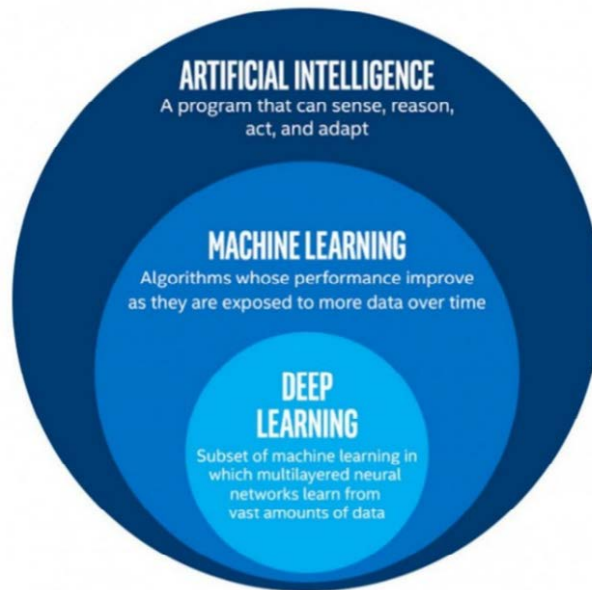 ARTIFICIAL INTELLIGENCE
A program that can sense, reason,
act, and adapt
MACHINE LEARNING
Algorithms whose performance improve
as they are exposed to more data over time
DEEP
LEARNING
Subset of machine learning in
which multilayered neural
networks learn from
vast amounts of data